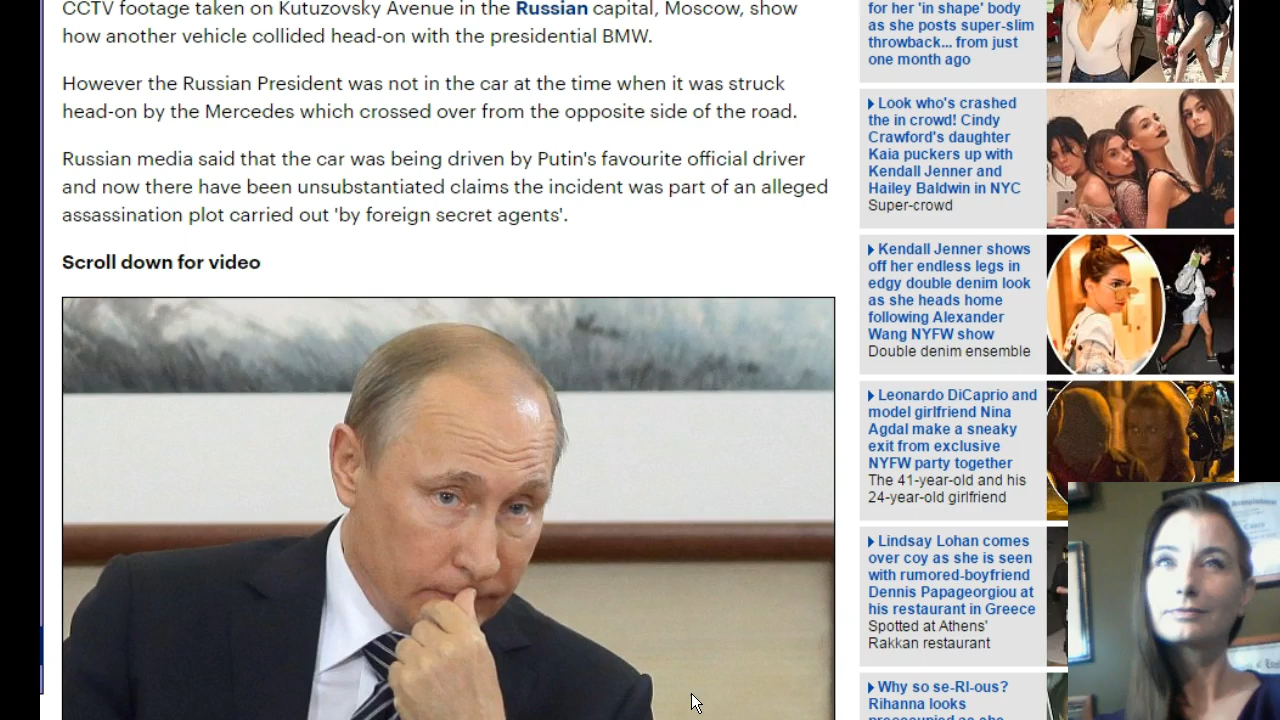 CCTV footage taken on Kutuzovsky Avenue in the Russian capital, Moscow, show
how another vehicle collided head-on with the presidential BMW.
However the Russian President was not in the car at the time when it was struck
head-on by the Mercedes which crossed over from the opposite side of the road.
Russian media said that the car was being driven by Putin's favourite official driver
and now there have been unsubstantiated claims the incident was part of an alleged
assassination plot carried out 'by foreign secret agents'.
Scroll down for video
for her 'in shape' body
as she posts super-slim
throwback... from just
one month ago
Look who's crashed
the in crowd! Cindy
Crawford's daughter
Kaia puckers up with
Kendall Jenner and
Hailey Baldwin in NYC
Super-crowd
Kendall Jenner shows
off her endless legs in
edgy double denim look
as she heads home
following Alexander
Wang NYFW show
Double denim ensemble
Leonardo DiCaprio and
model girlfriend Nina
Agdal make a sneaky
exit from exclusive
NYFW party together
The 41-year-old and his
24-year-old girlfriend
Lindsay Lohan comes
over coy as she is seen
with rumored-boyfriend
Dennis Papageorgiou at
his restaurant in Greece
Spotted at Athens'
Rakkan restaurant
Why so se-RI-ous?
Rihanna looks